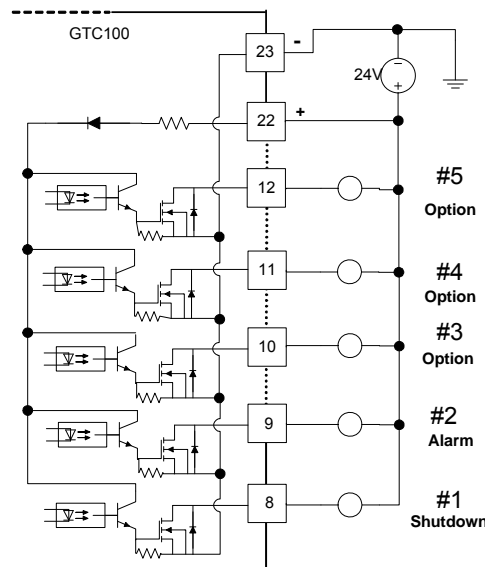 GTC100
23 -
24V
-
+
22 +
12
#5
Option
11
#4
Option
10
#3
Option
9
#2
Alarm
8
#1
Shutdown